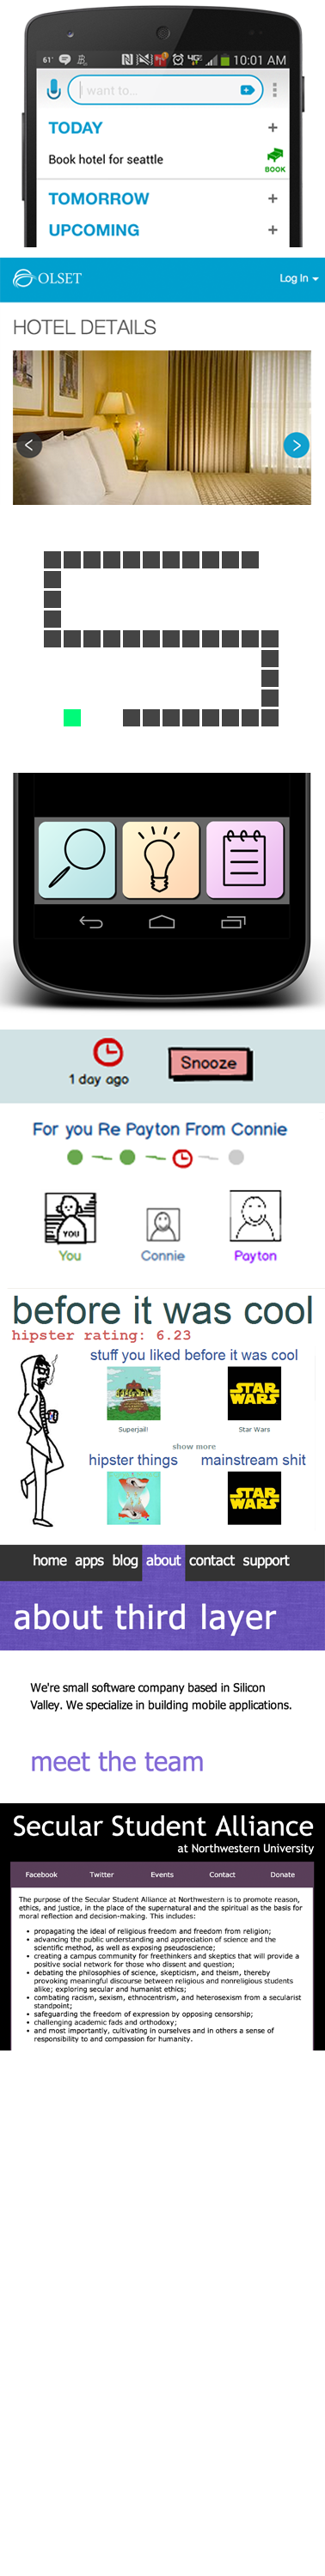 61°
10:01 AM
I want to...
TODAY
+
Book hotel for seattle
BOOK
TOMORROW
+
UPCOMING
+
OLSET
Log In
HOTEL DETAILS
1 day ago
Snooze
For you Re Payton From Connie
YOU
You
Connie
Payton
before it was cool
hipster rating: 6.23
stuff you liked before it was cool
STAR
WARS
Superjail!
Star Wars
show more
hipster things
mainstream shit
STAR
WARS
home apps blog about contact support
about third layer
We're small software company based in Silicon
Valley. We specialize in building mobile applications.
meet the team
Secular Student Alliance
at Northwestern University
Facebook
Twitter
Events
Contact
Donate
The purpose of the Secular Student Alliance at Northwestern is to promote reason,
ethics, and justice, in the place of the supernatural and the spiritual as the basis for
moral reflection and decision-making. This includes:
• propagating the ideal of religious freedom and freedom from religion;
• advancing the public understanding and appreciation of science and the
scientific method, as well as exposing pseudoscience;
• creating a campus community for freethinkers and skeptics that will provide a
positive social network for those who dissent and question;
• debating the philosophies of science, skepticism, and theism, thereby
provoking meaningful discourse between religious and nonreligious students
alike; exploring secular and humanist ethics;
• combating racism, sexism, ethnocentrism, and heterosexism from a secularist
standpoint;
• safeguarding the freedom of expression by opposing censorship;
• challenging academic fads and orthodoxy;
• and most importantly, cultivating in ourselves and in others a sense of
responsibility to and compassion for humanity.